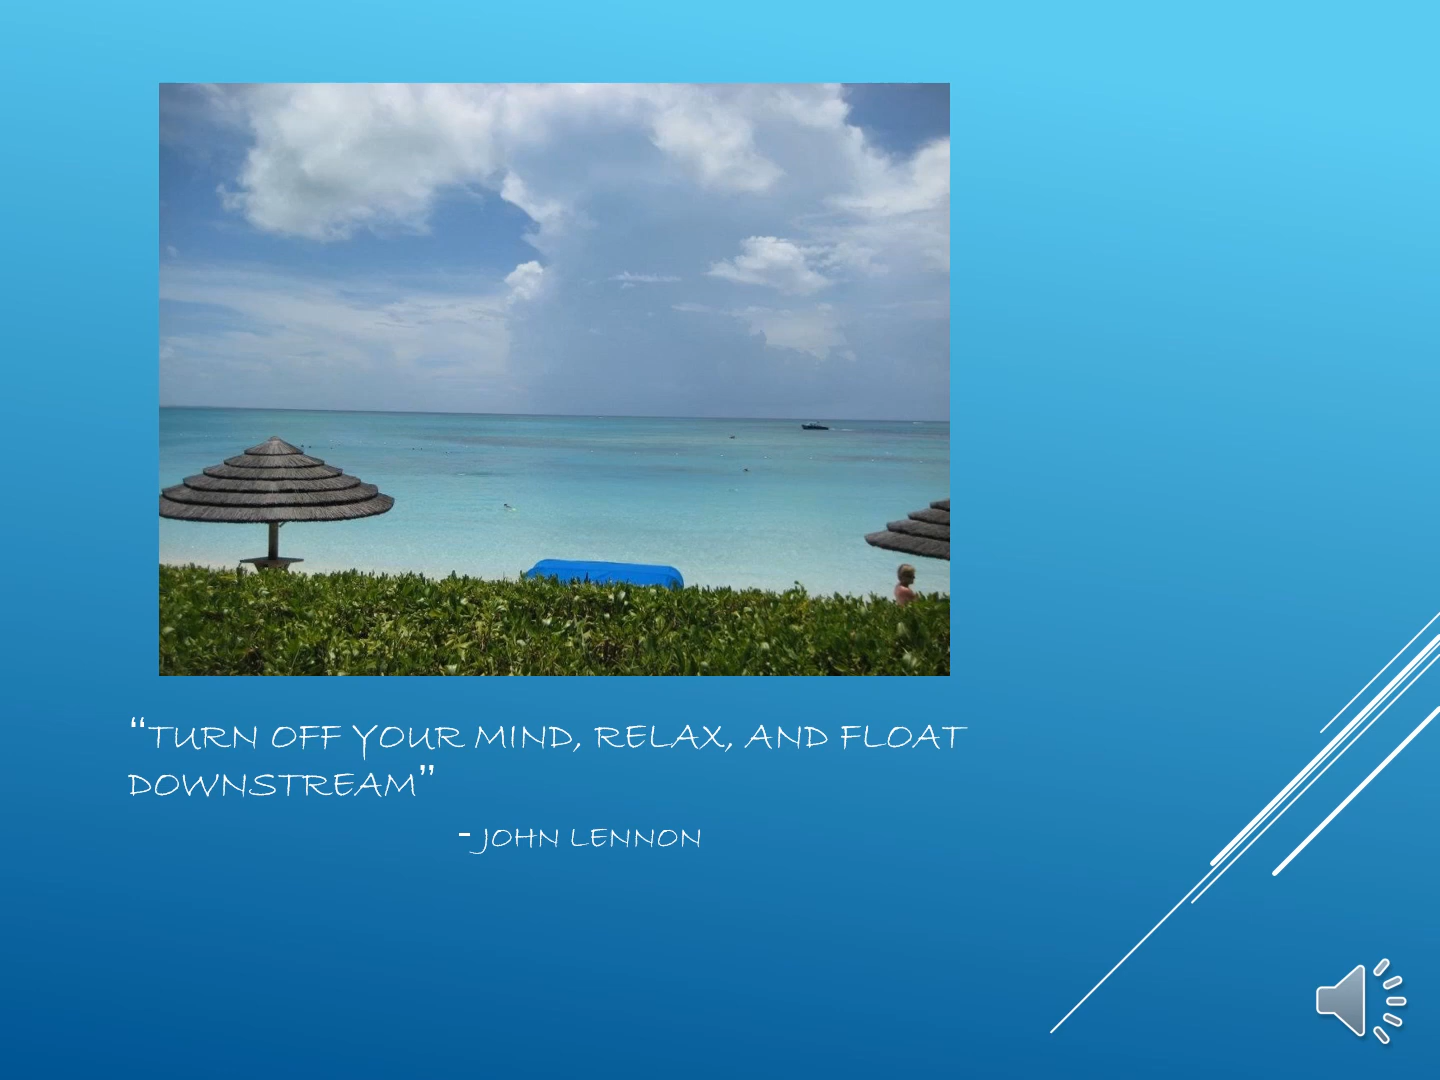 “TURN OFF YOUR MIND, RELAX, AND FLOAT
DOWNSTREAM”
- JOHN LENNON